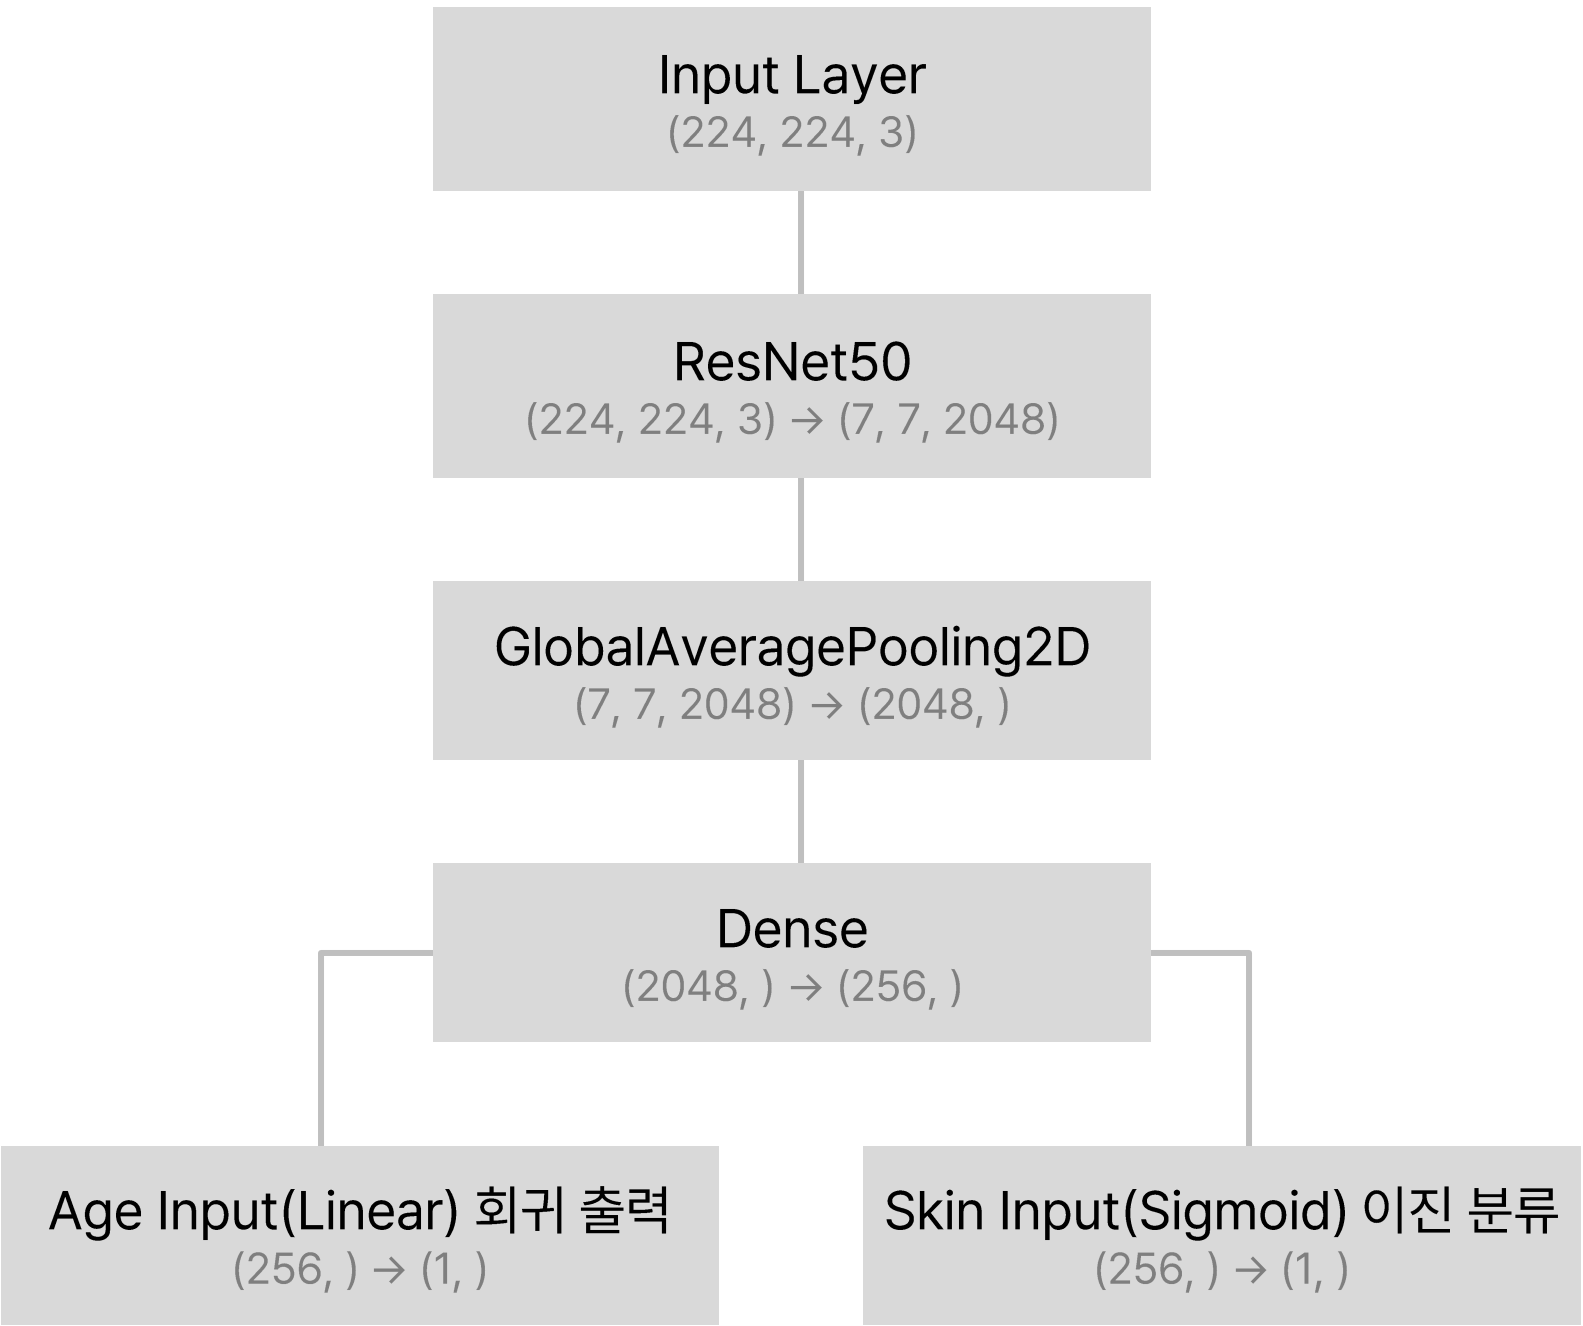 Input Layer
(224, 224, 3)
ResNet50
(224, 224, 3) → (7, 7, 2048)
GlobalAveragePooling2D
(7, 7, 2048) → (2048, )
Dense
(2048, ) → (256, )
Age Input(Linear) 회귀 출력
(256, ) → (1, )
Skin Input(Sigmoid) 이진 분류
(256, ) → (1, )